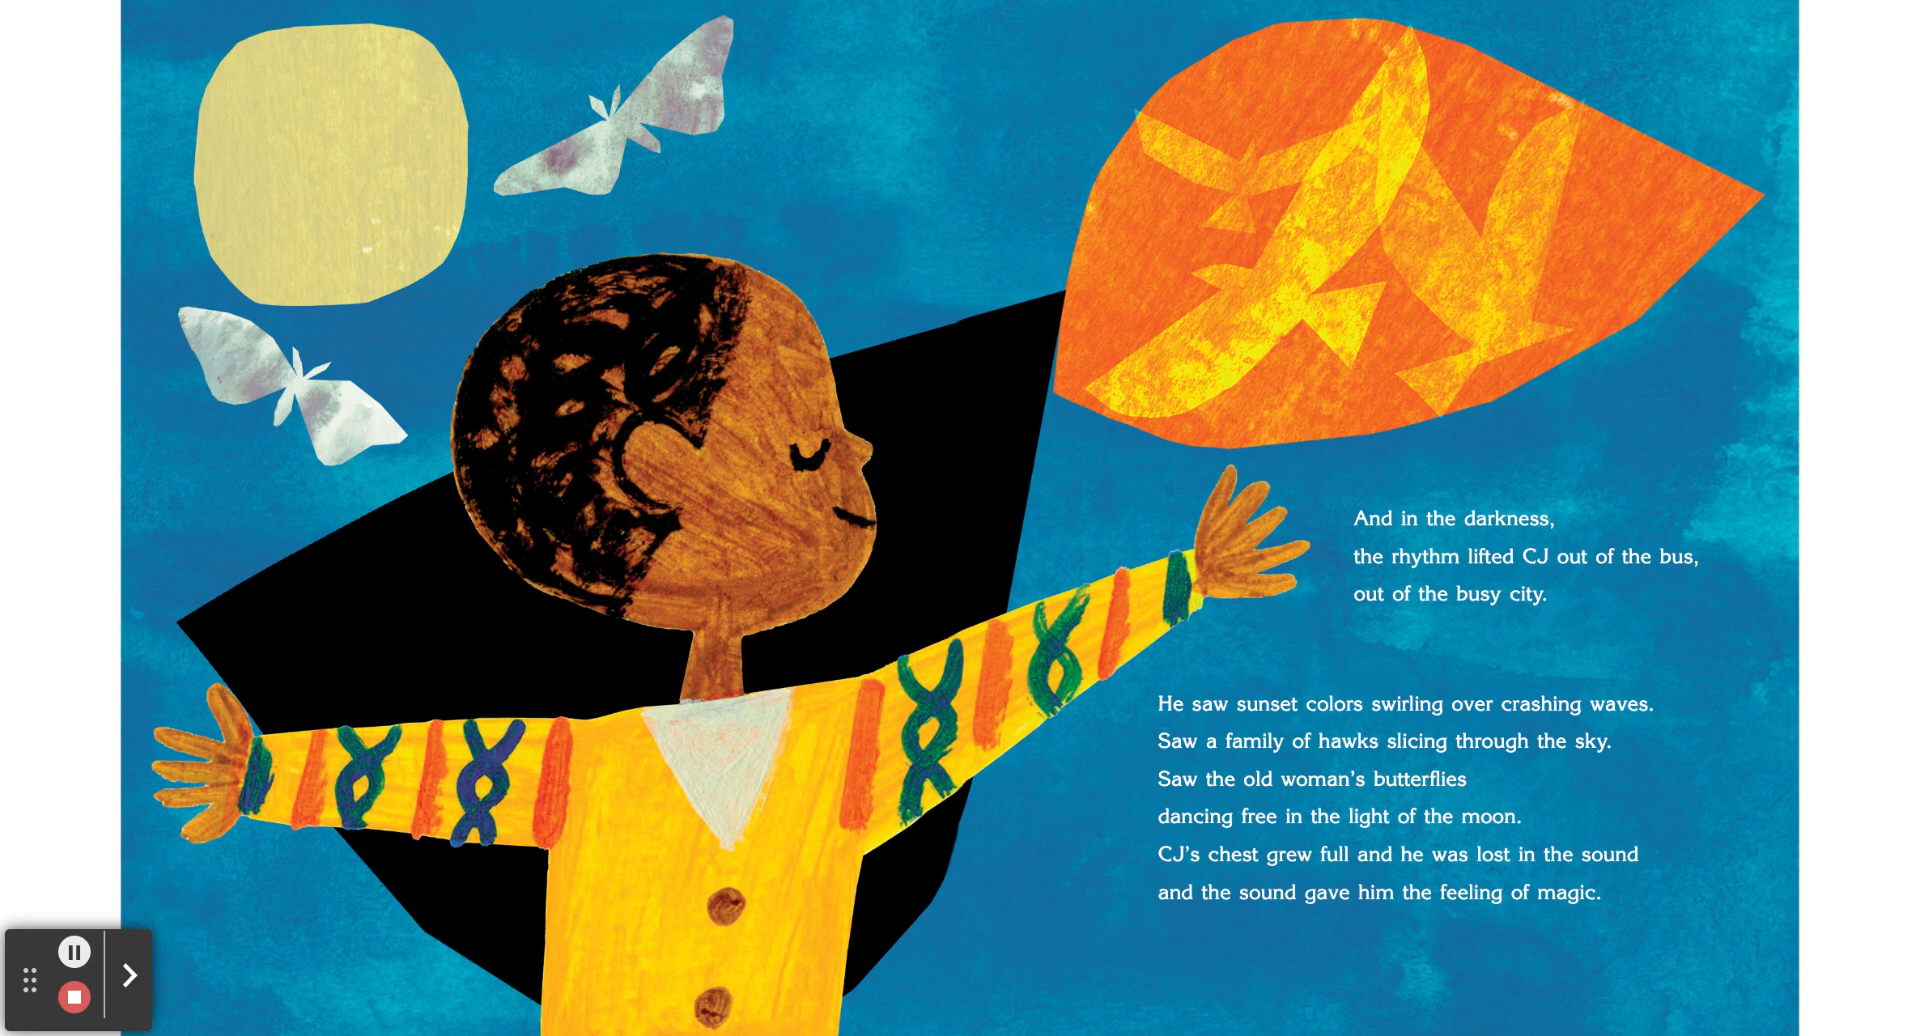 And in the darkness,
the rhythm lifted CJ out of the bus,
out of the busy city.
He saw sunset colors swirling over crashing waves.
Saw a family of hawks slicing through the sky.
Saw the old woman’s butterflies
dancing free in the light of the moon.
CJ’s chest grew full and he was lost in the sound
and the sound gave him the feeling of magic.